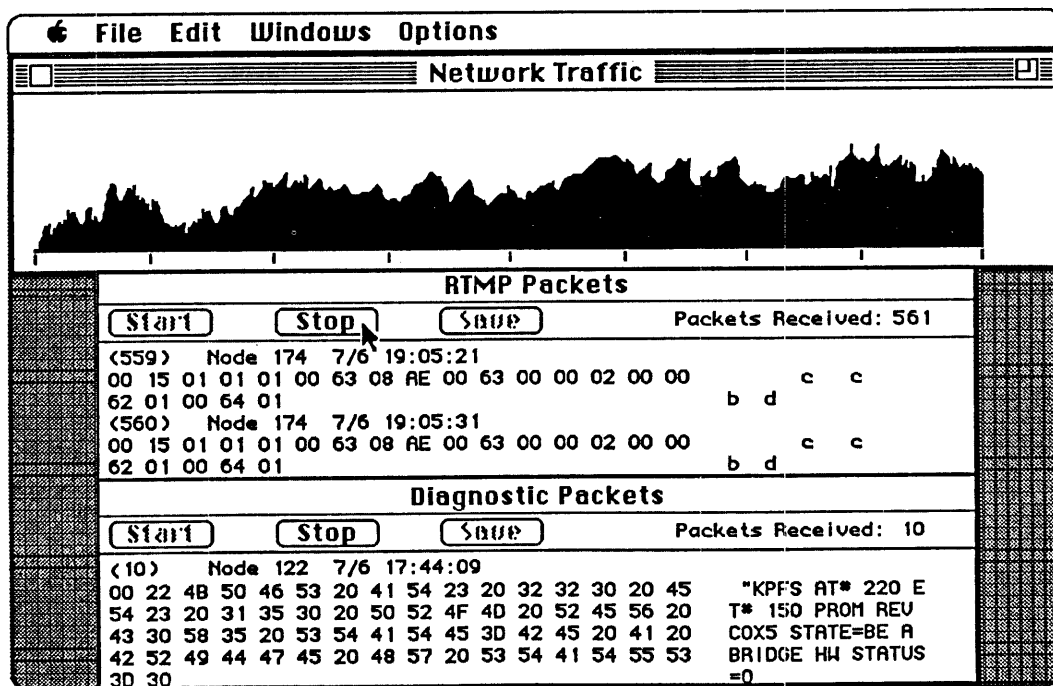 File Edit Windows Options
Network Traffic
RTMP Packets
Start Stop Save Packets Received: 561
(559) Node 174 7/6 19:05:21
00 15 01 01 01 00 63 08 AE 00 63 00 00 02 00 00 c c
62 01 00 64 01 b d
(560) Node 174 7/6 19:05:31
00 15 01 01 01 00 63 08 AE 00 63 00 00 02 00 00 c c
62 01 00 64 01 b d
Diagnostic Packets
Start Stop Save Packets Received: 10
(10) Node 122 7/6 17:44:09
00 22 4B 50 46 53 20 41 54 23 20 32 32 30 20 45 "KPFS AT# 220 E
54 23 20 31 35 30 20 50 52 4F 4D 20 52 45 56 20 T# 150 PROM REV
43 30 58 35 20 53 54 41 54 45 3D 42 45 20 41 20 C0X5 STATE=BE A
42 52 49 44 47 45 20 48 57 20 53 54 41 54 55 53 BRIDGE HW STATUS
3D 30 =0